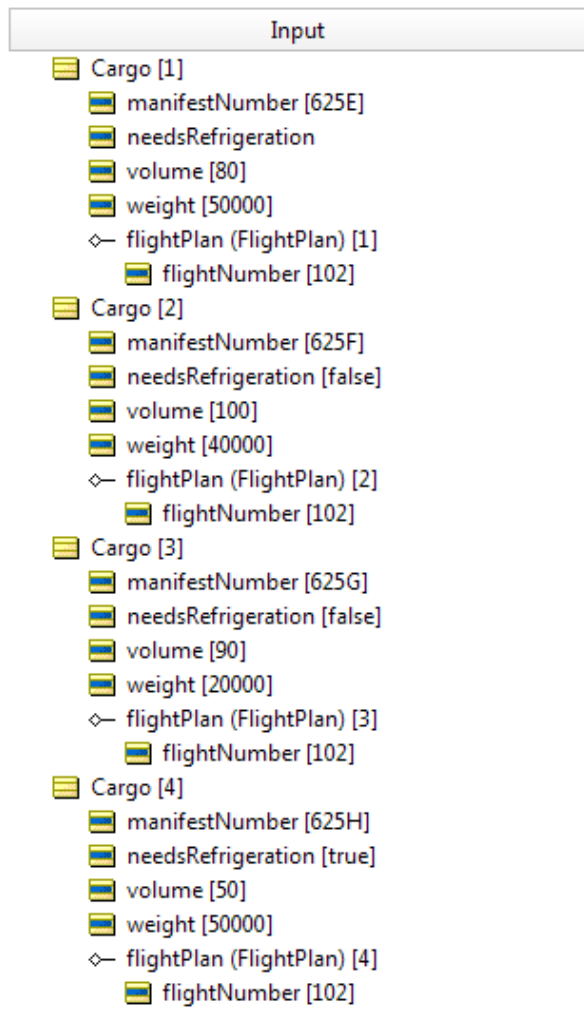 Input
Cargo [1]
manifestNumber [625E]
needsRefrigeration
volume [80]
weight [50000]
flightPlan (FlightPlan) [1]
flightNumber [102]
Cargo [2]
manifestNumber [625F]
needsRefrigeration [false]
volume [100]
weight [40000]
flightPlan (FlightPlan) [2]
flightNumber [102]
Cargo [3]
manifestNumber [625G]
needsRefrigeration [false]
volume [90]
weight [20000]
flightPlan (FlightPlan) [3]
flightNumber [102]
Cargo [4]
manifestNumber [625H]
needsRefrigeration [true]
volume [50]
weight [50000]
flightPlan (FlightPlan) [4]
flightNumber [102]